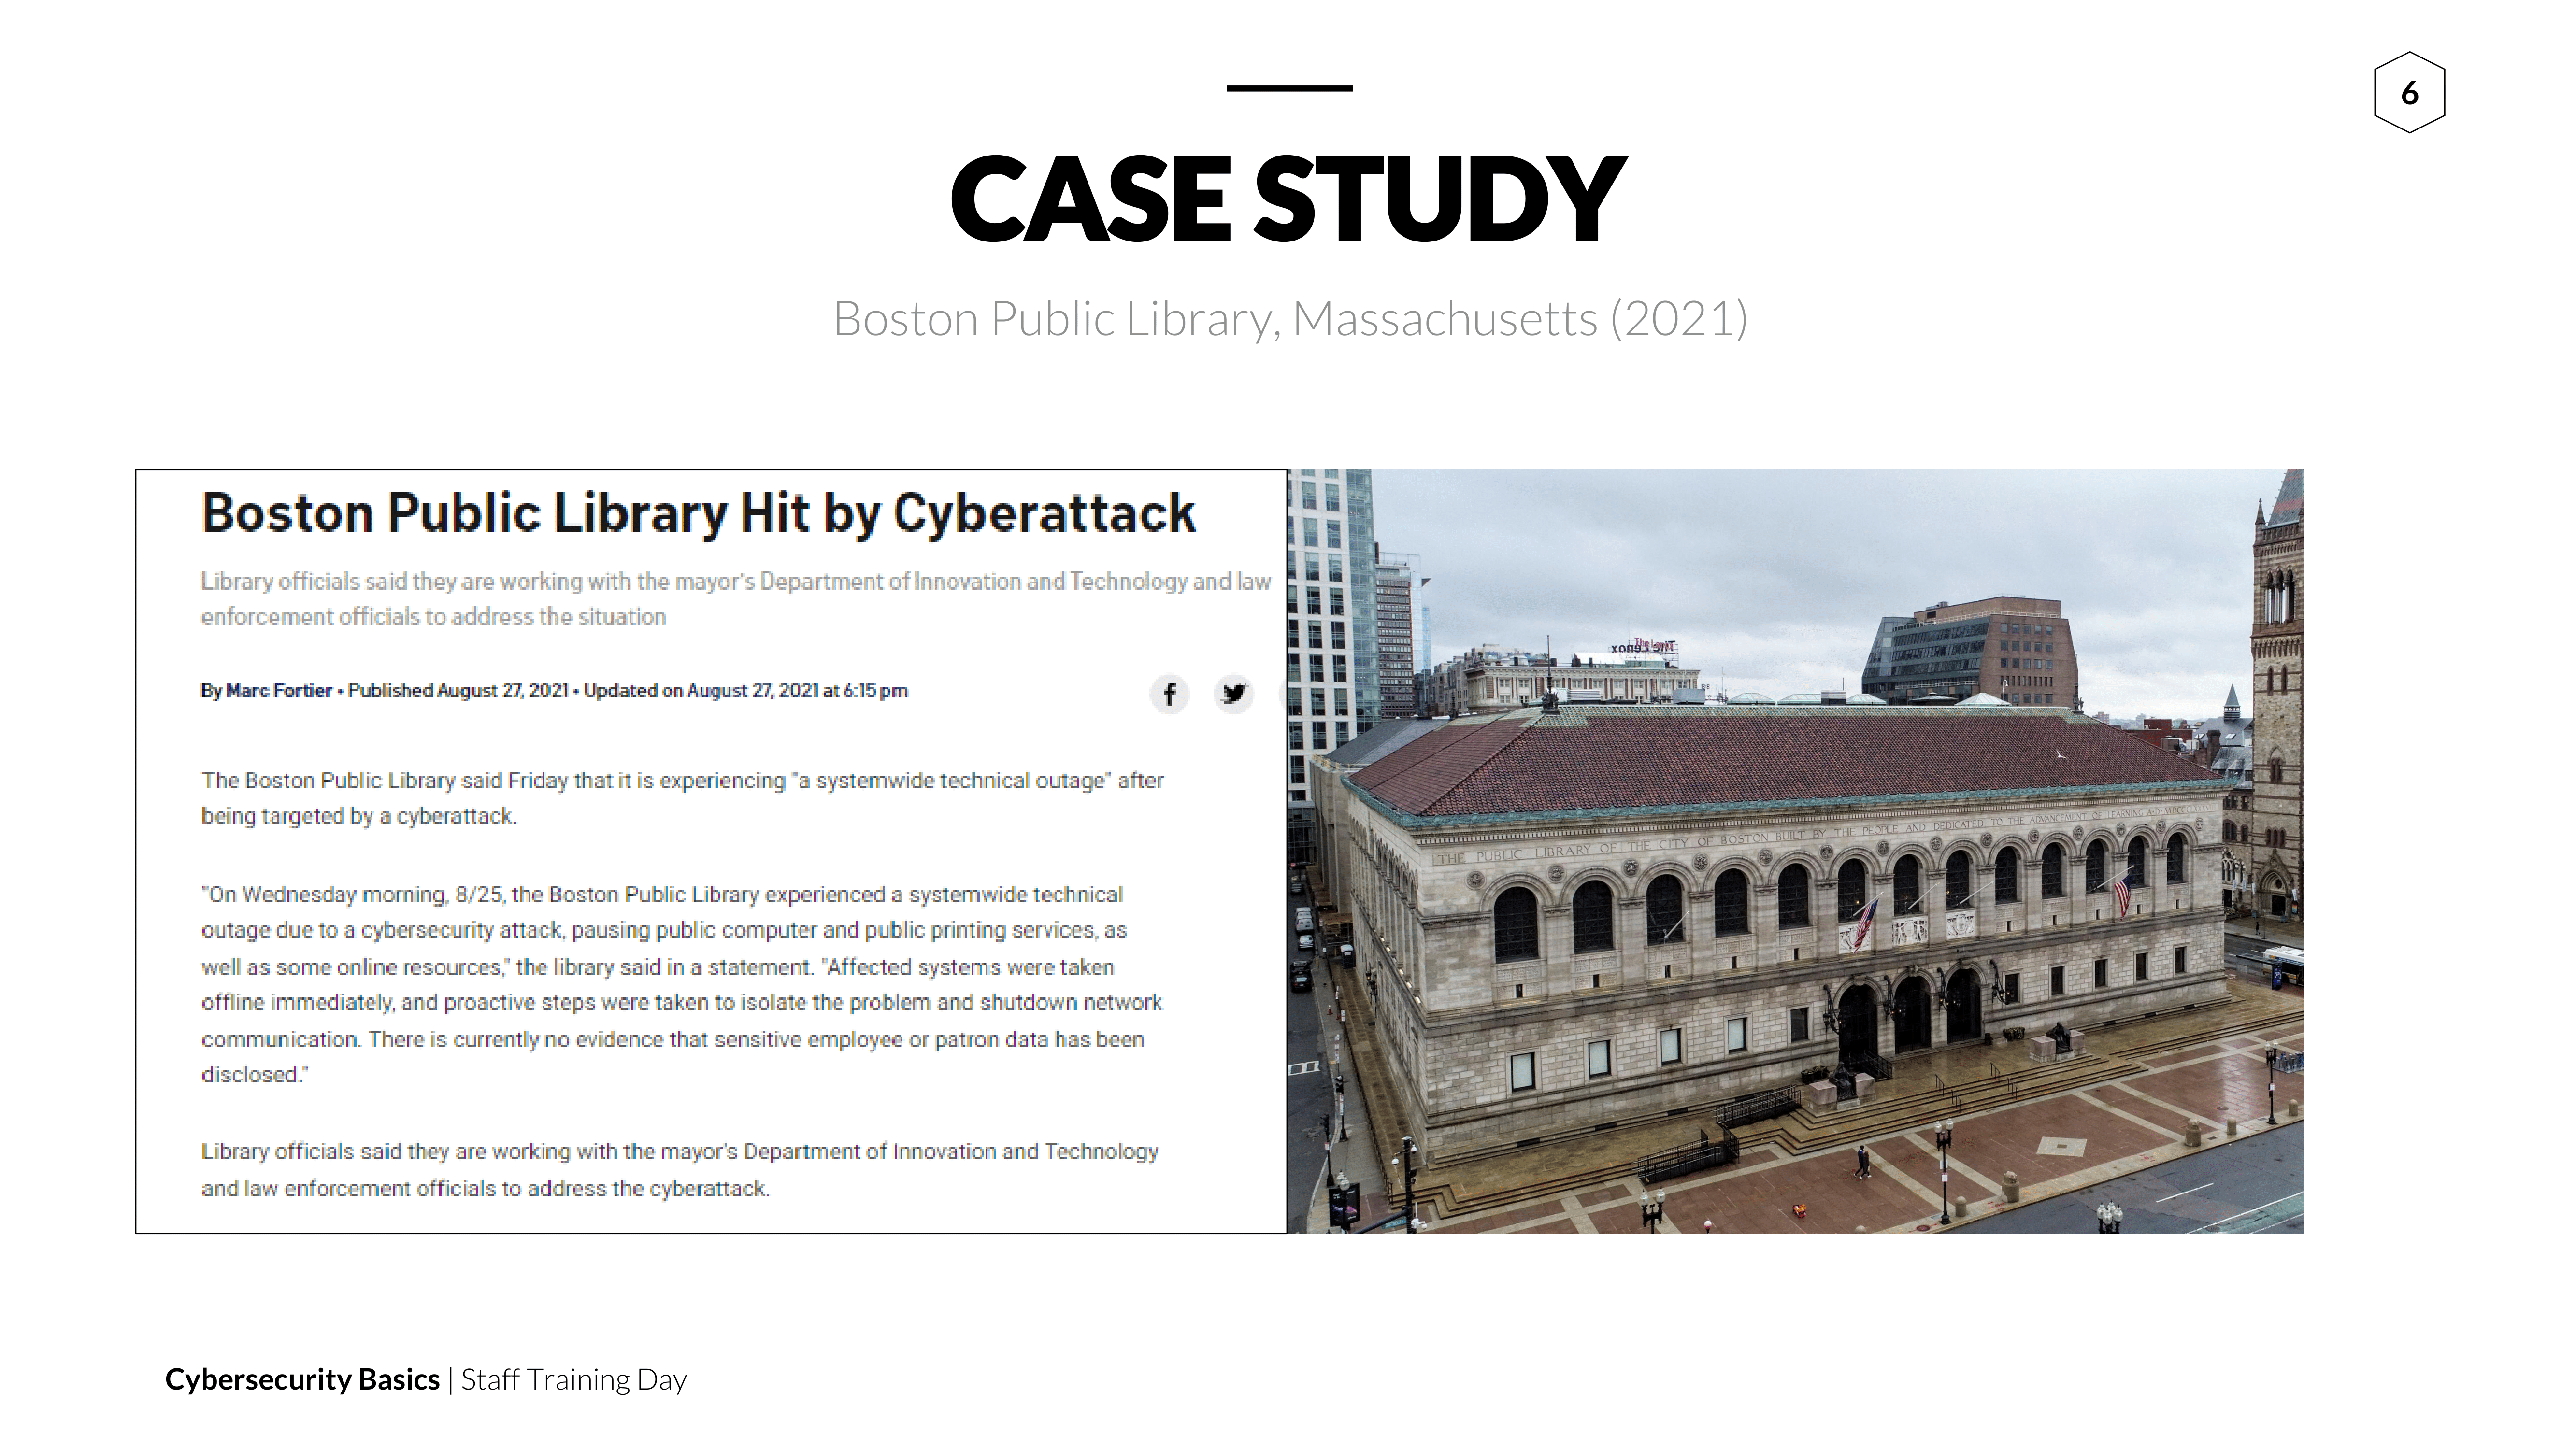 6
CASE STUDY
Boston Public Library, Massachusetts (2021)
Boston Public Library Hit by Cyberattack
Library officials said they are working with the mayor's Department of Innovation and Technology and law
enforcement officials to address the situation
By Marc Fortier • Published August 27, 2021 • Updated on August 27, 2021 at 6:15 pm
The Boston Public Library said Friday that it is experiencing "a systemwide technical outage" after
being targeted by a cyberattack.
"On Wednesday morning, 8/25, the Boston Public Library experienced a systemwide technical
outage due to a cybersecurity attack, pausing public computer and public printing services, as
well as some online resources," the library said in a statement. "Affected systems were taken
offline immediately, and proactive steps were taken to isolate the problem and shutdown network
communication. There is currently no evidence that sensitive employee or patron data has been
disclosed."
Library officials said they are working with the mayor's Department of Innovation and Technology
and law enforcement officials to address the cyberattack.
The Lenox
THE PUBLIC LIBRARY OF THE CITY OF BOSTON BUILT BY THE PEOPLE AND DEDICATED TO THE ADVANCEMENT OF LEARNING
Cybersecurity Basics | Staff Training Day